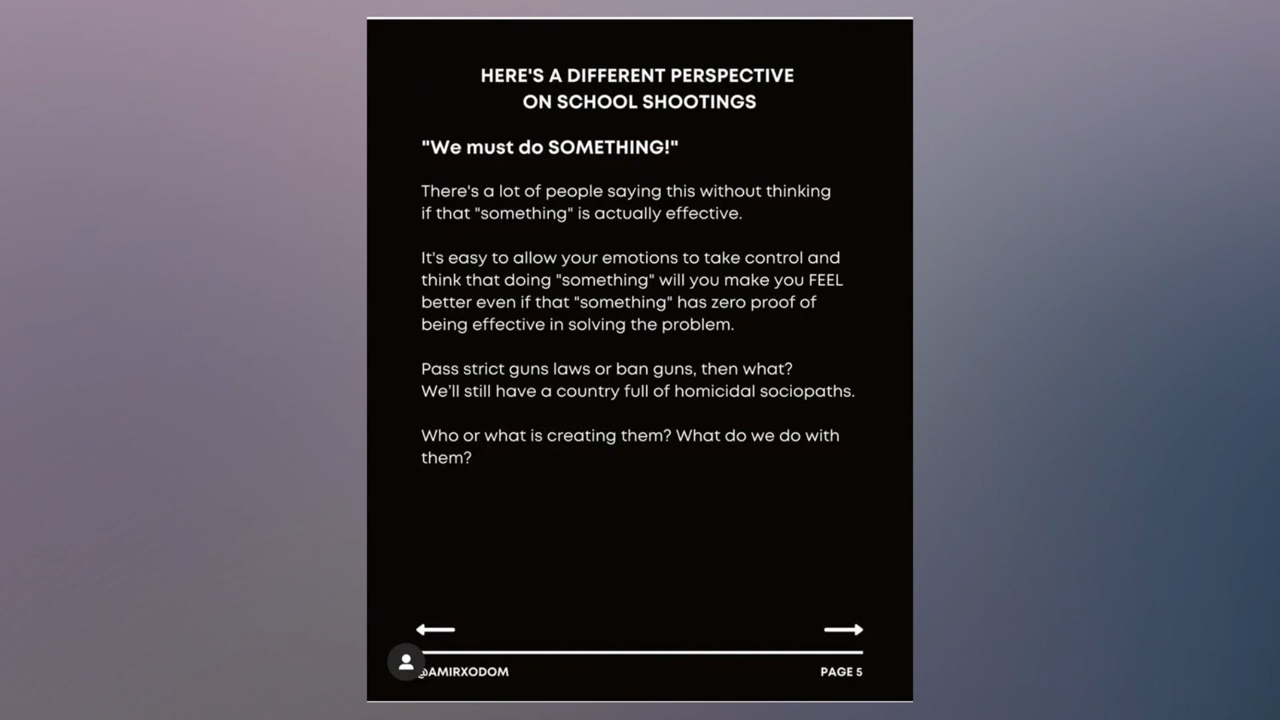 HERE'S A DIFFERENT PERSPECTIVE
ON SCHOOL SHOOTINGS
"We must do SOMETHING!"
There's a lot of people saying this without thinking
if that "something" is actually effective.
It's easy to allow your emotions to take control and
think that doing "something" will you make you FEEL
better even if that "something" has zero proof of
being effective in solving the problem.
Pass strict guns laws or ban guns, then what?
We'll still have a country full of homicidal sociopaths.
Who or what is creating them? What do we do with
them?
@AMIRXODOM
PAGE 5